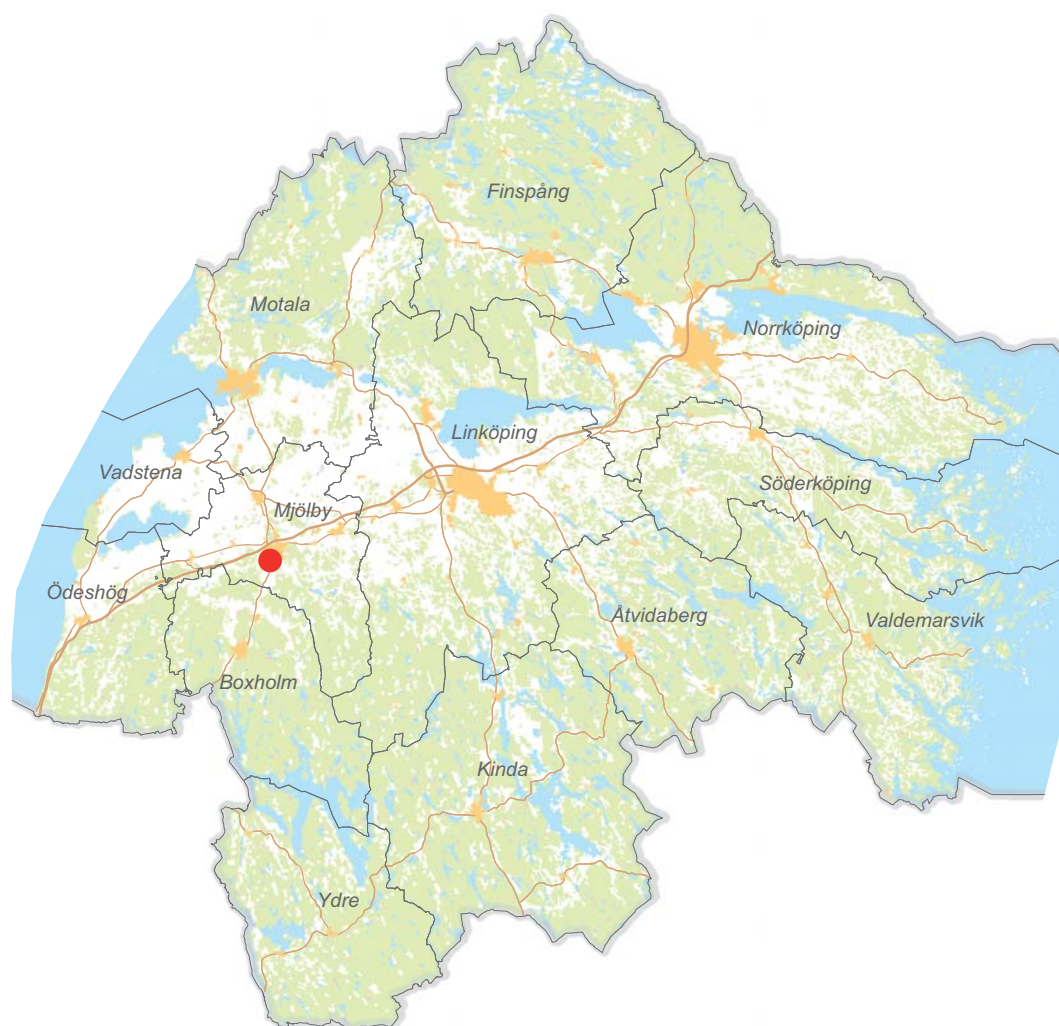 Finspång
Motala
Norrköping
Linköping
Vadstena
Söderköping
Mjölby
Ödeshög
Åtvidaberg
Valdemarsvik
Boxholm
Kinda
Ydre